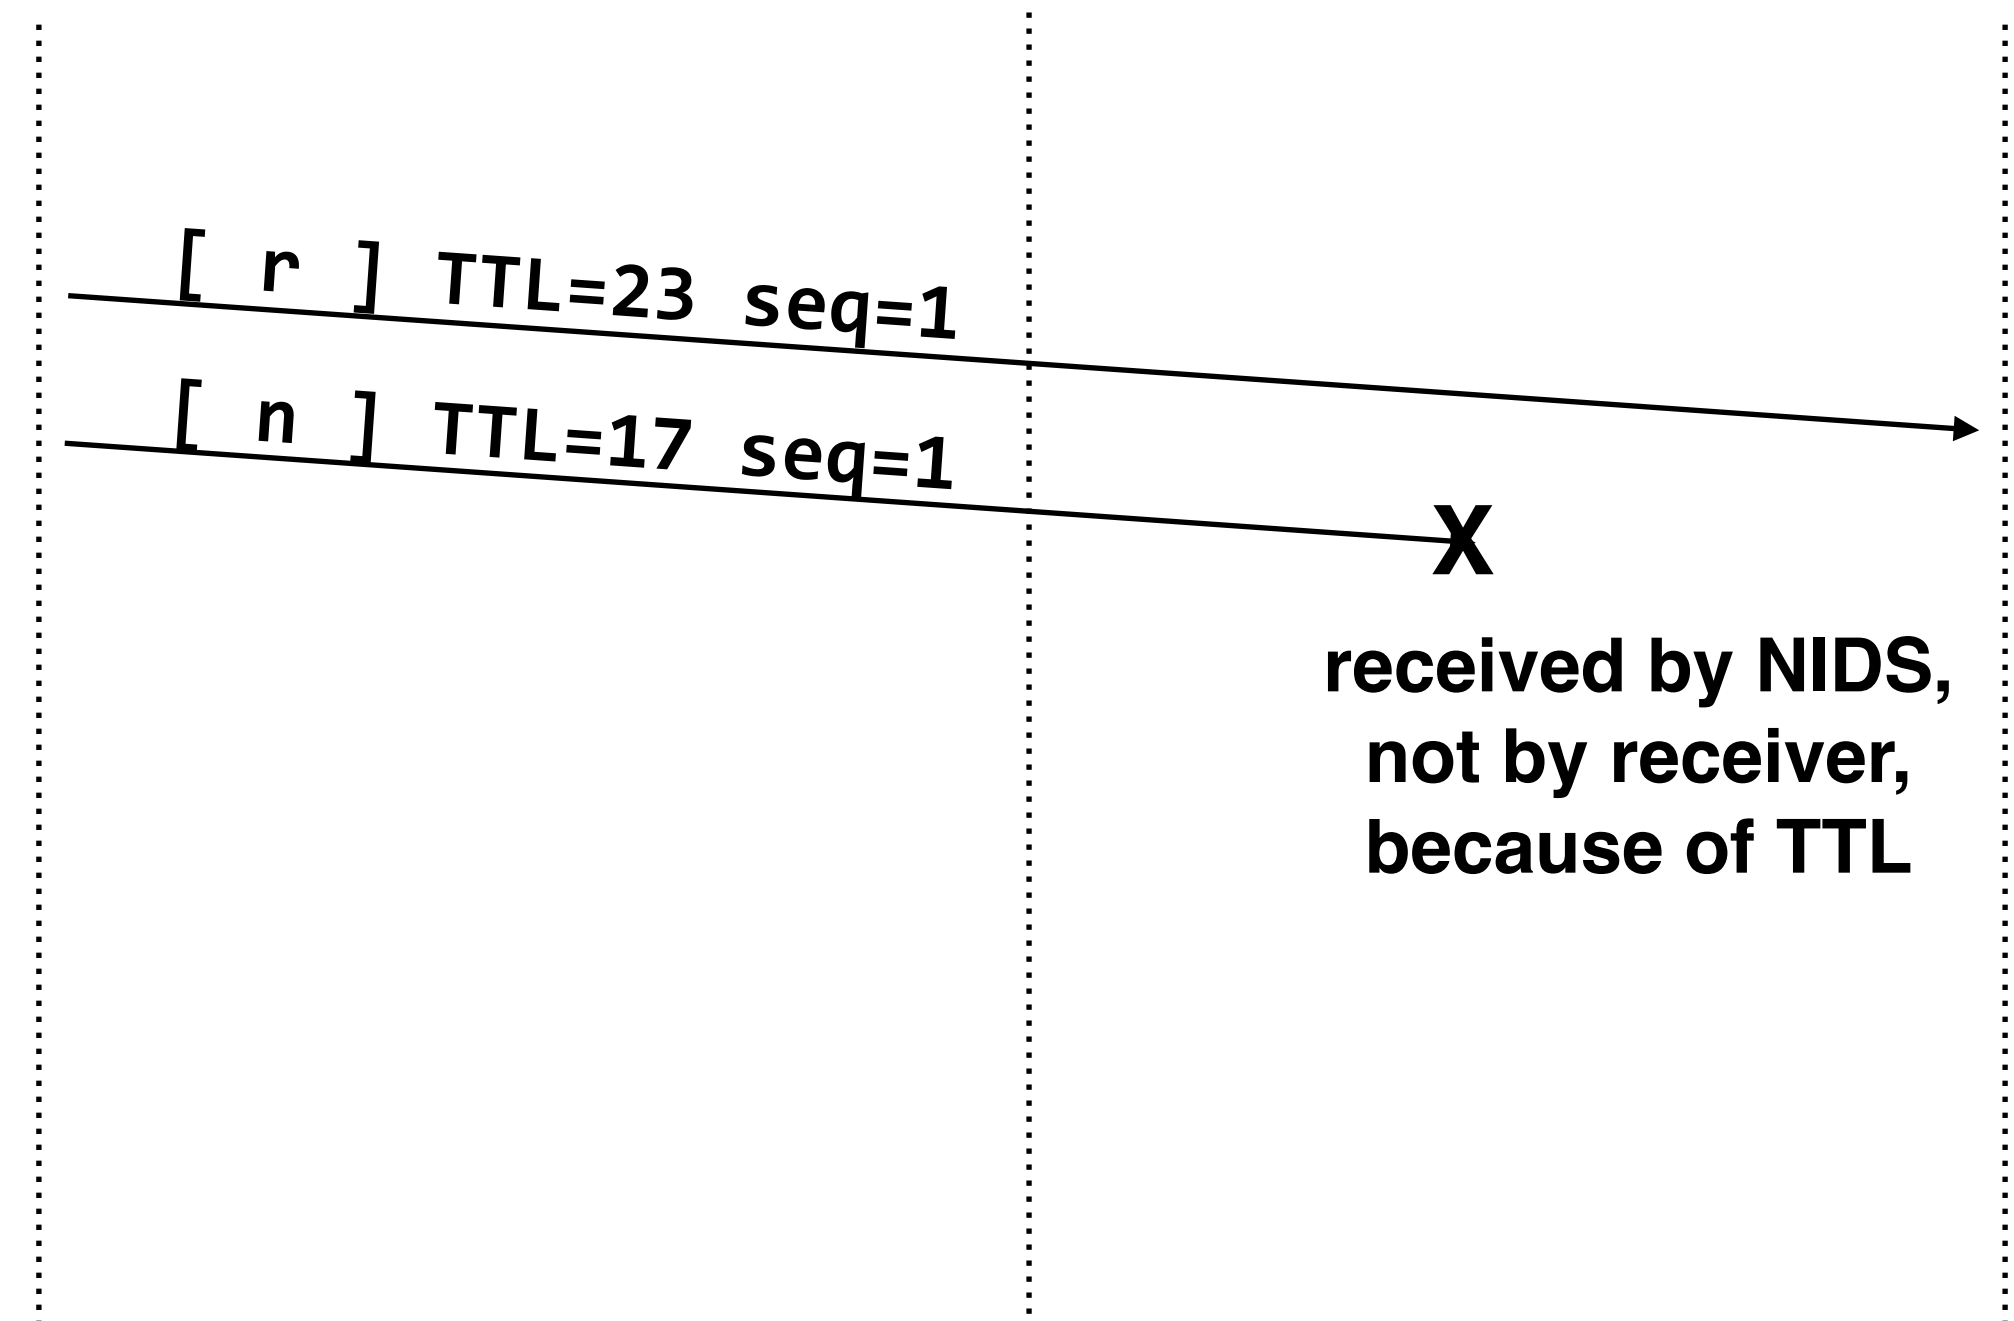 [ r ] TTL=23 seq=1
[ n ] TTL=17 seq=1
X
received by NIDS,
not by receiver,
because of TTL